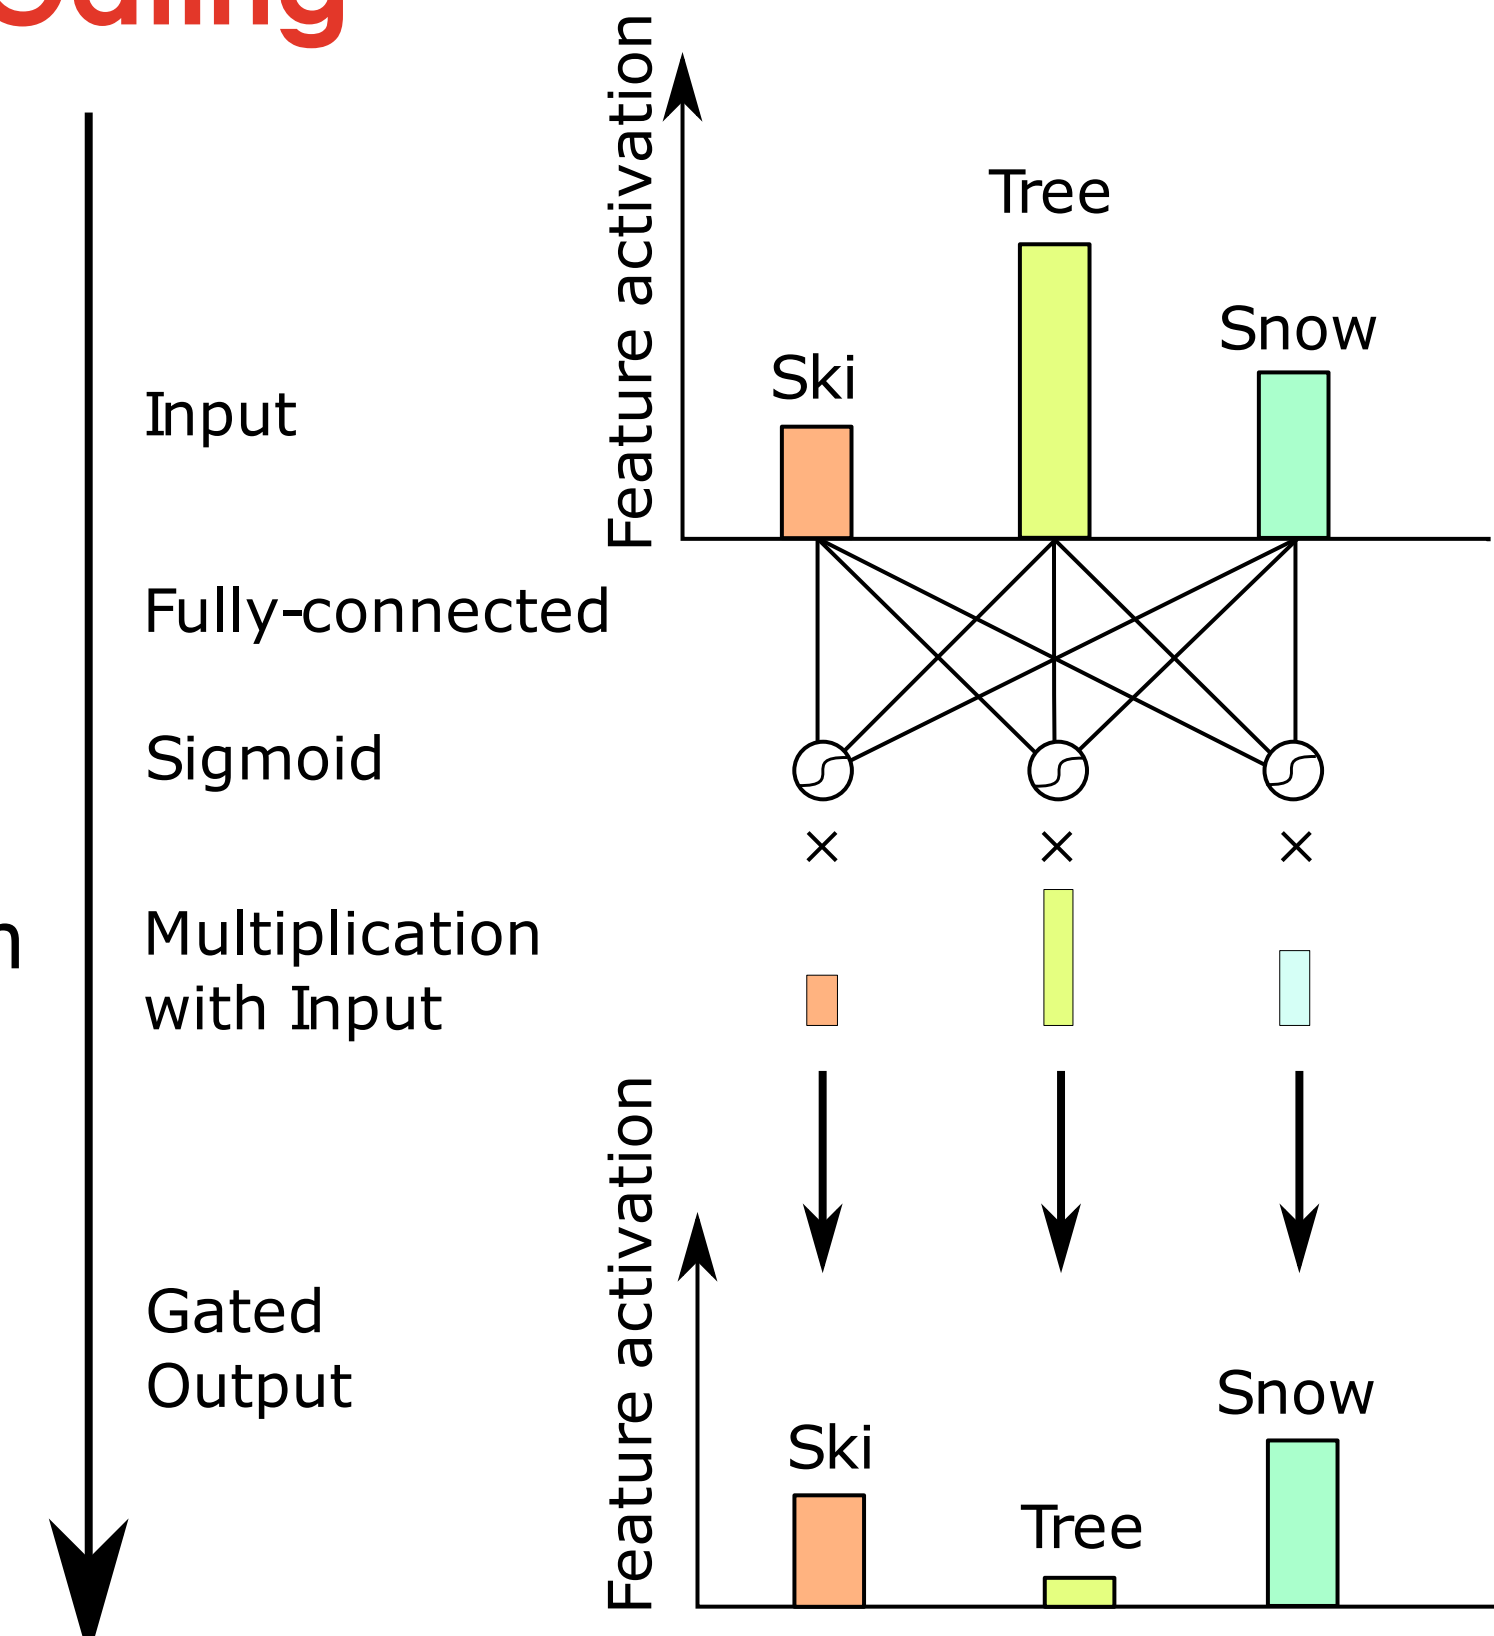 Feature activation
Tree
Snow
Ski
Input
Fully-connected
Sigmoid
Multiplication
with Input
Feature activation
Gated
Output
Snow
Ski
Tree